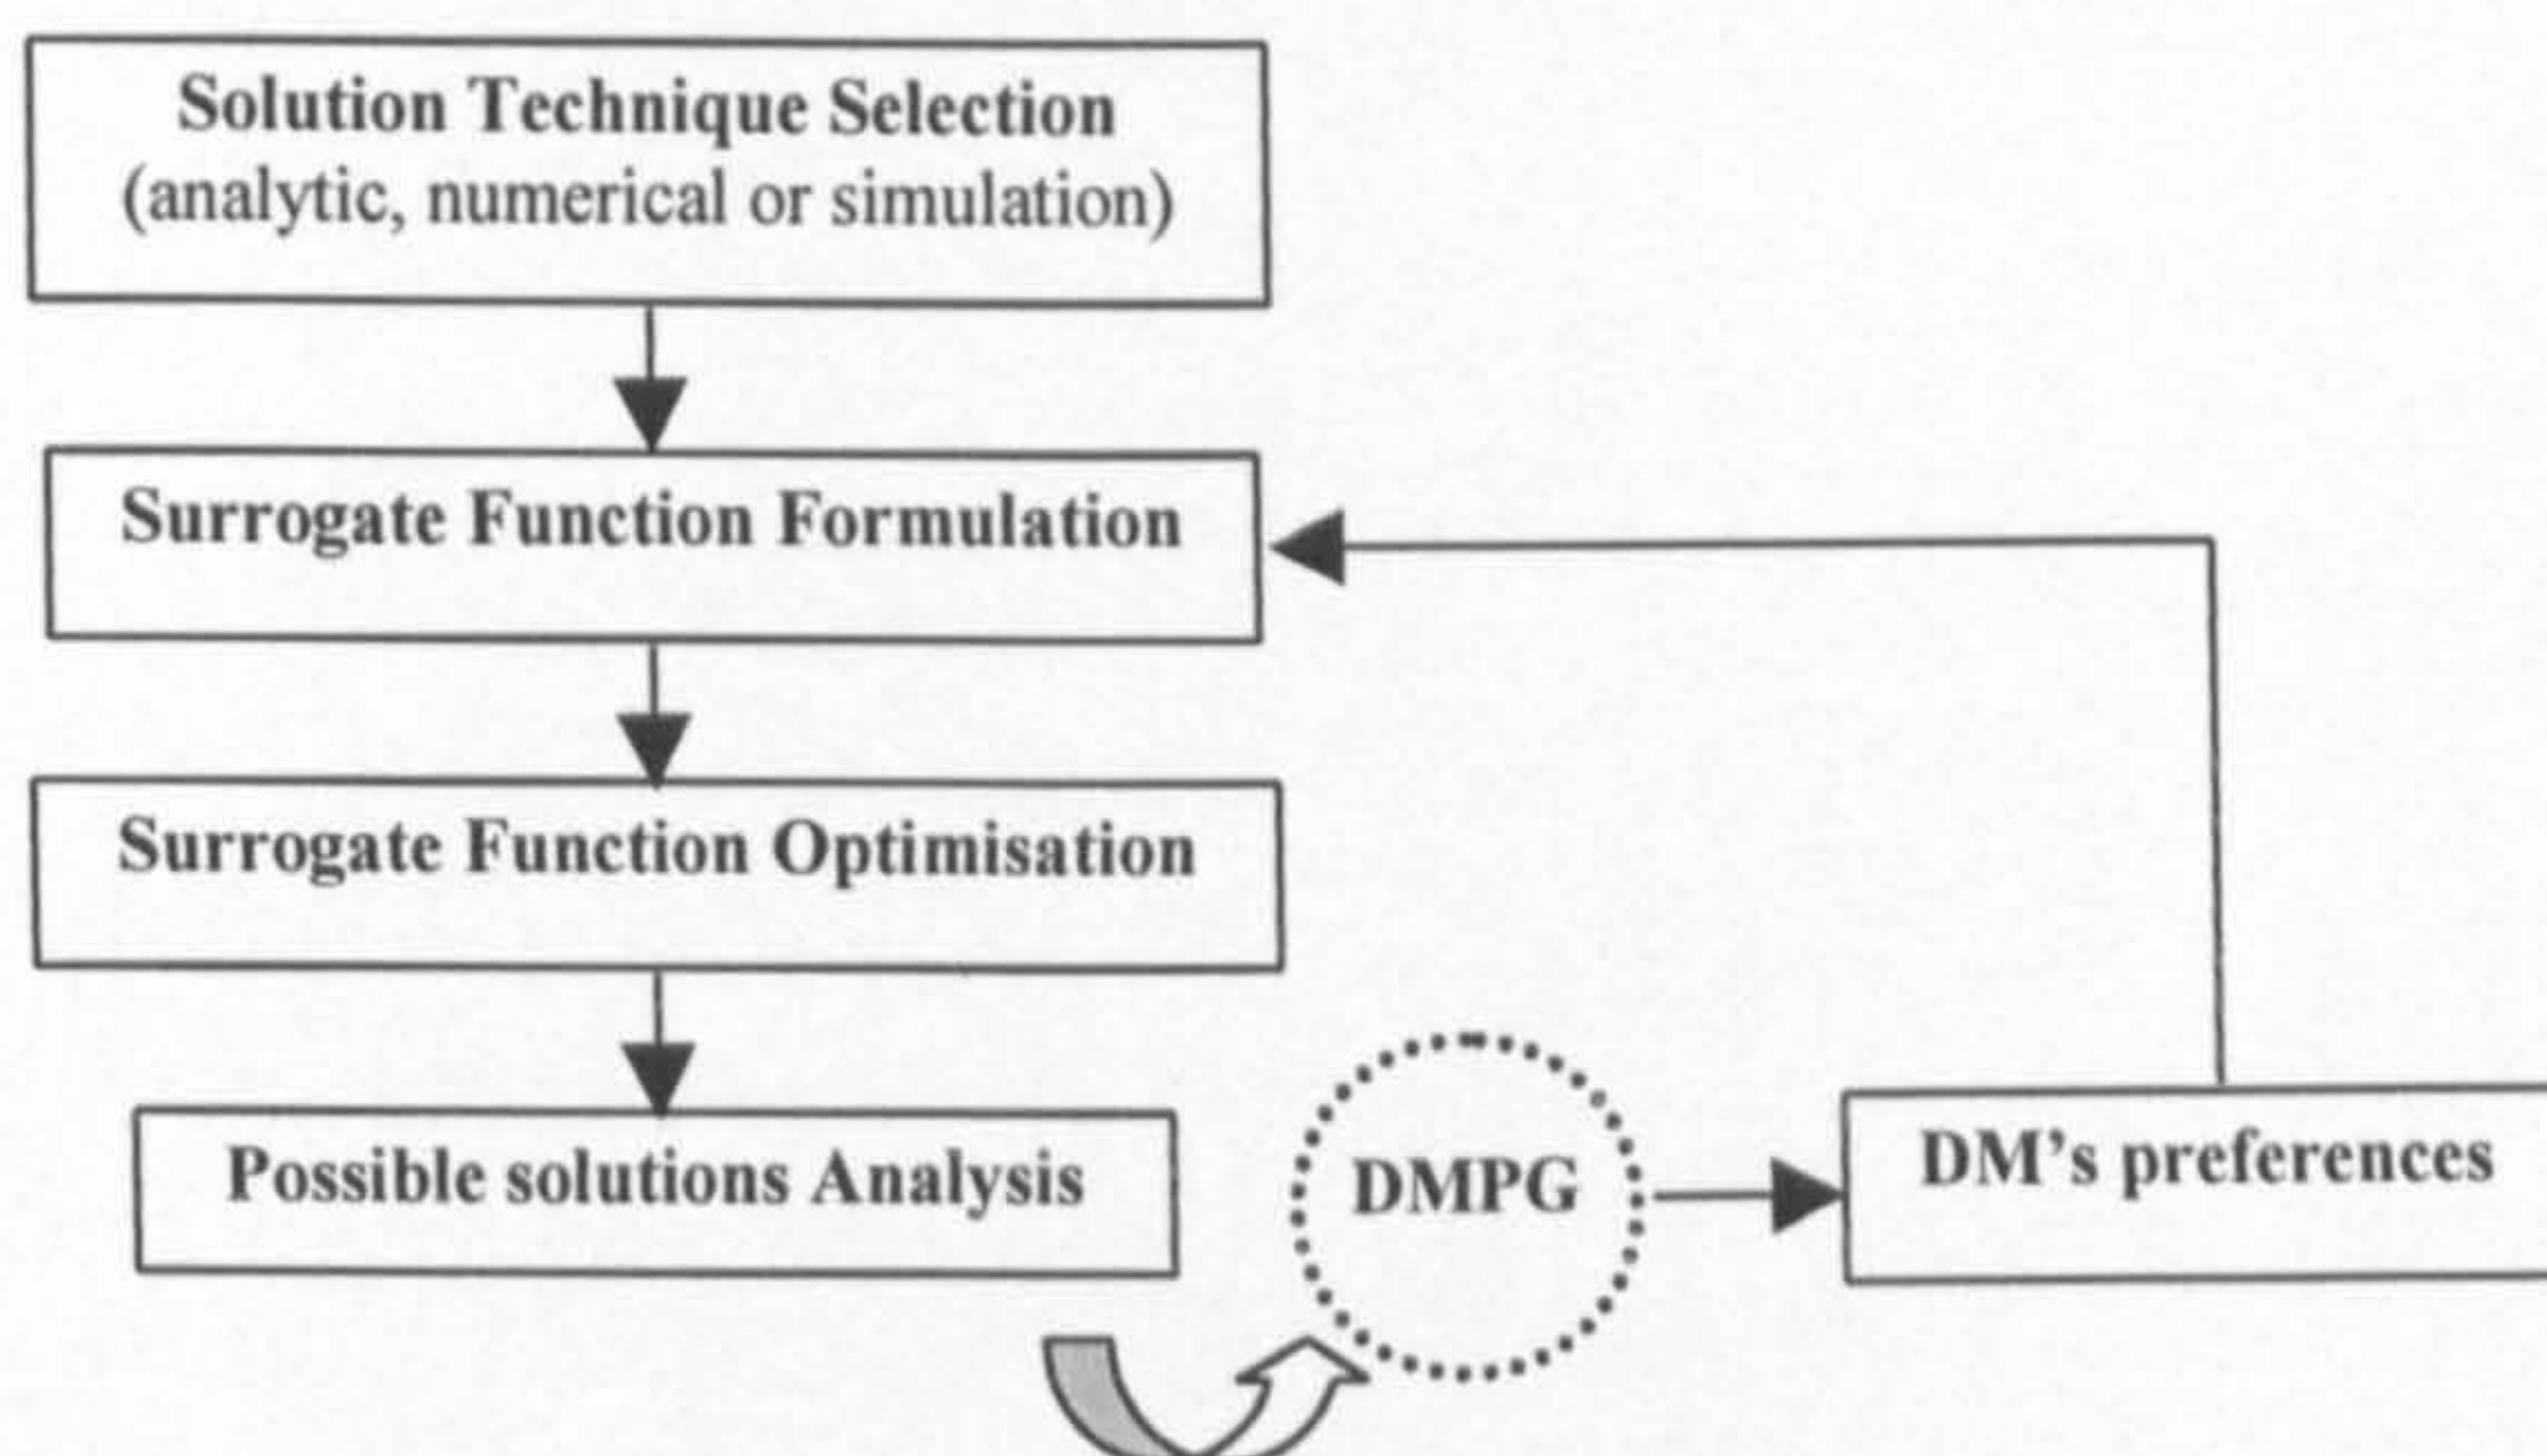 Solution Technique Selection
(analytic, numerical or simulation)
Surrogate Function Formulation
Surrogate Function Optimisation
Possible solutions Analysis
DMPG
DM's preferences